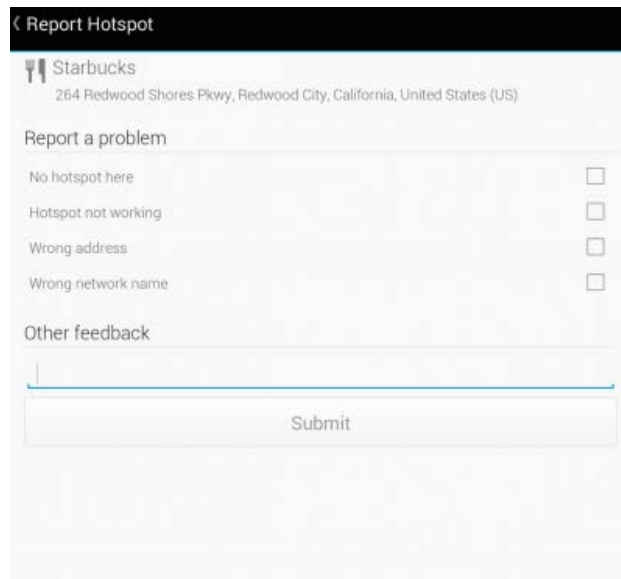 Report Hotspot
Starbucks
264 Redwood Shores Pkwy, Redwood City, California, United States (US)
Report a problem
No hotspot here
Hotspot not working
Wrong address
Wrong network name
Other feedback
Submit